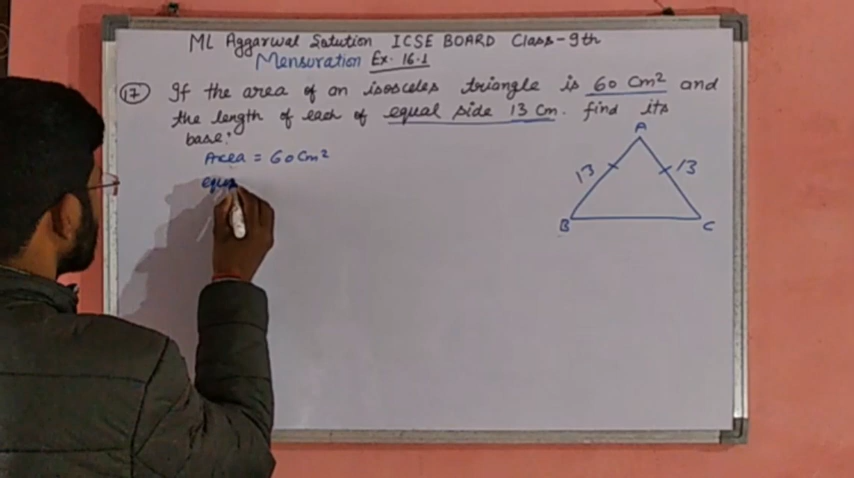 ML Aggarwal Solution ICSE BOARD Class-9th
Mensuration Ex. 16.1
17 If the area of an isosceles triangle is 60 Cm² and
the length of each of equal side 13 Cm. find its
base:
Area = 60 Cm²
equa
A
13 13
B C